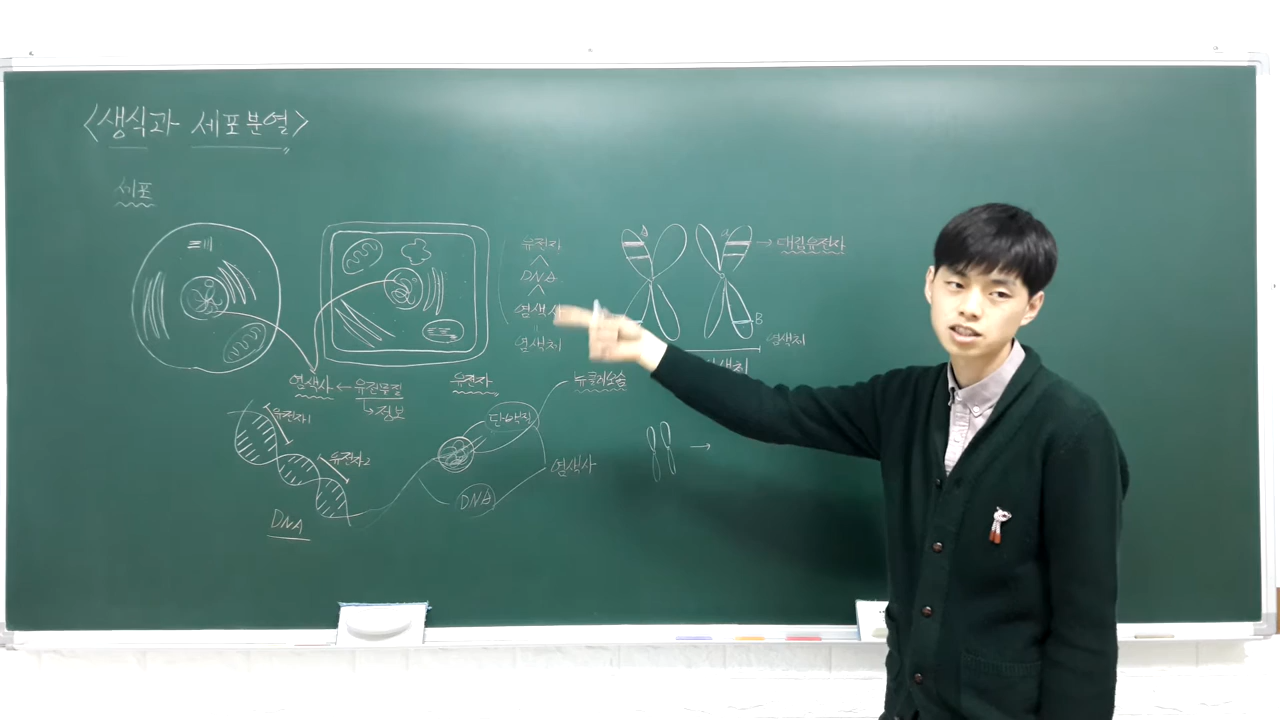 <생식과 세포분열>
세포
유전자
DNA
염색사
=
염색체
염색사 ← 유전물질
↳ 정보
유전자
유전자1
유전자2
DNA
단백질
DNA
뉴클레오솜
염색사
A
a → 대립유전자
B
염색체